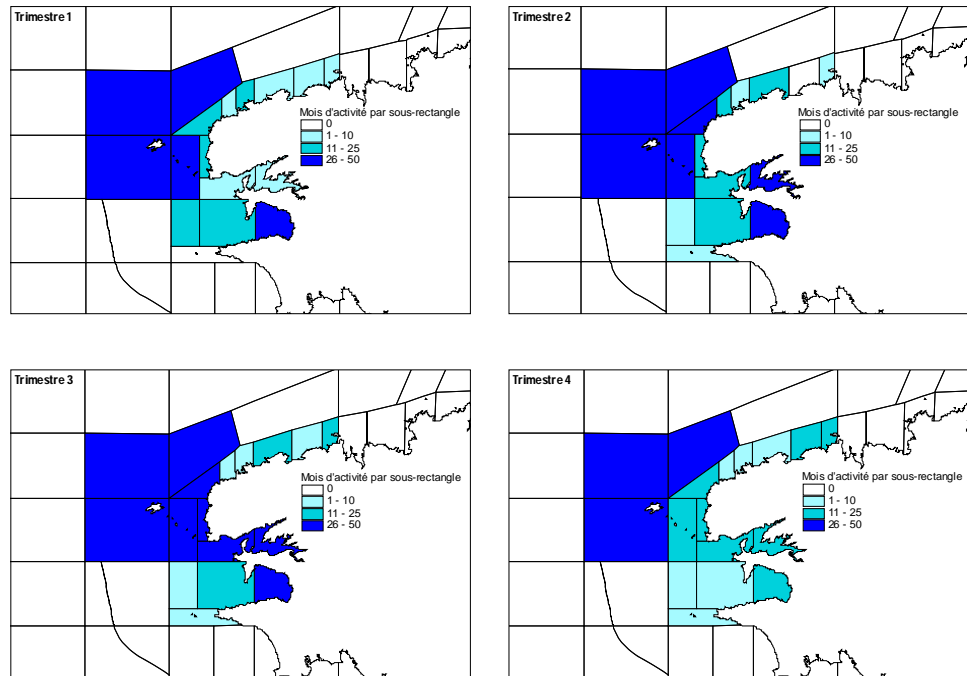 Trimestre 1
Mois d'activité par sous-rectangle
0
1 - 10
11 - 25
26 - 50
Trimestre 2
Mois d'activité par sous-rectangle
0
1 - 10
11 - 25
26 - 50
Trimestre 3
Mois d'activité par sous-rectangle
0
1 - 10
11 - 25
26 - 50
Trimestre 4
Mois d'activité par sous-rectangle
0
1 - 10
11 - 25
26 - 50